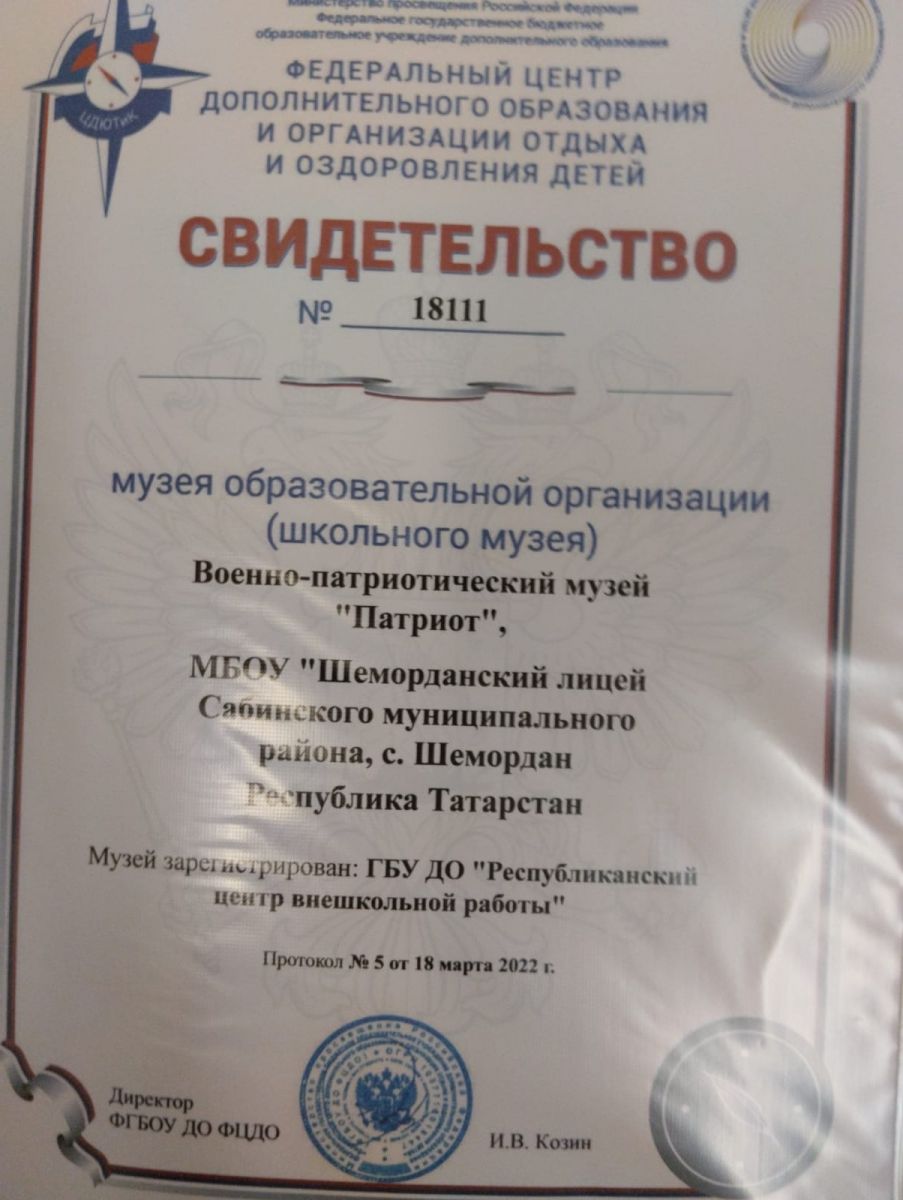 Министерство просвещения Российской Федерации
Федеральное государственное бюджетное
образовательное учреждение дополнительного образования
ФЕДЕРАЛЬНЫЙ ЦЕНТР
ДОПОЛНИТЕЛЬНОГО ОБРАЗОВАНИЯ
И ОРГАНИЗАЦИИ ОТДЫХА
И ОЗДОРОВЛЕНИЯ ДЕТЕЙ
ЦДЮТиК
СВИДЕТЕЛЬСТВО
№ 18111
музея образовательной организации
(школьного музея)
Военно-патриотический музей
"Патриот",
МБОУ "Шеморданский лицей
Сабинского муниципального
района, с. Шемордан
Республика Татарстан
Музей зарегистрирован: ГБУ ДО "Республиканский
центр внешкольной работы"
Протокол № 5 от 18 марта 2022 г.
Директор
ФГБОУ ДО ФЦДО
И.В. Козин